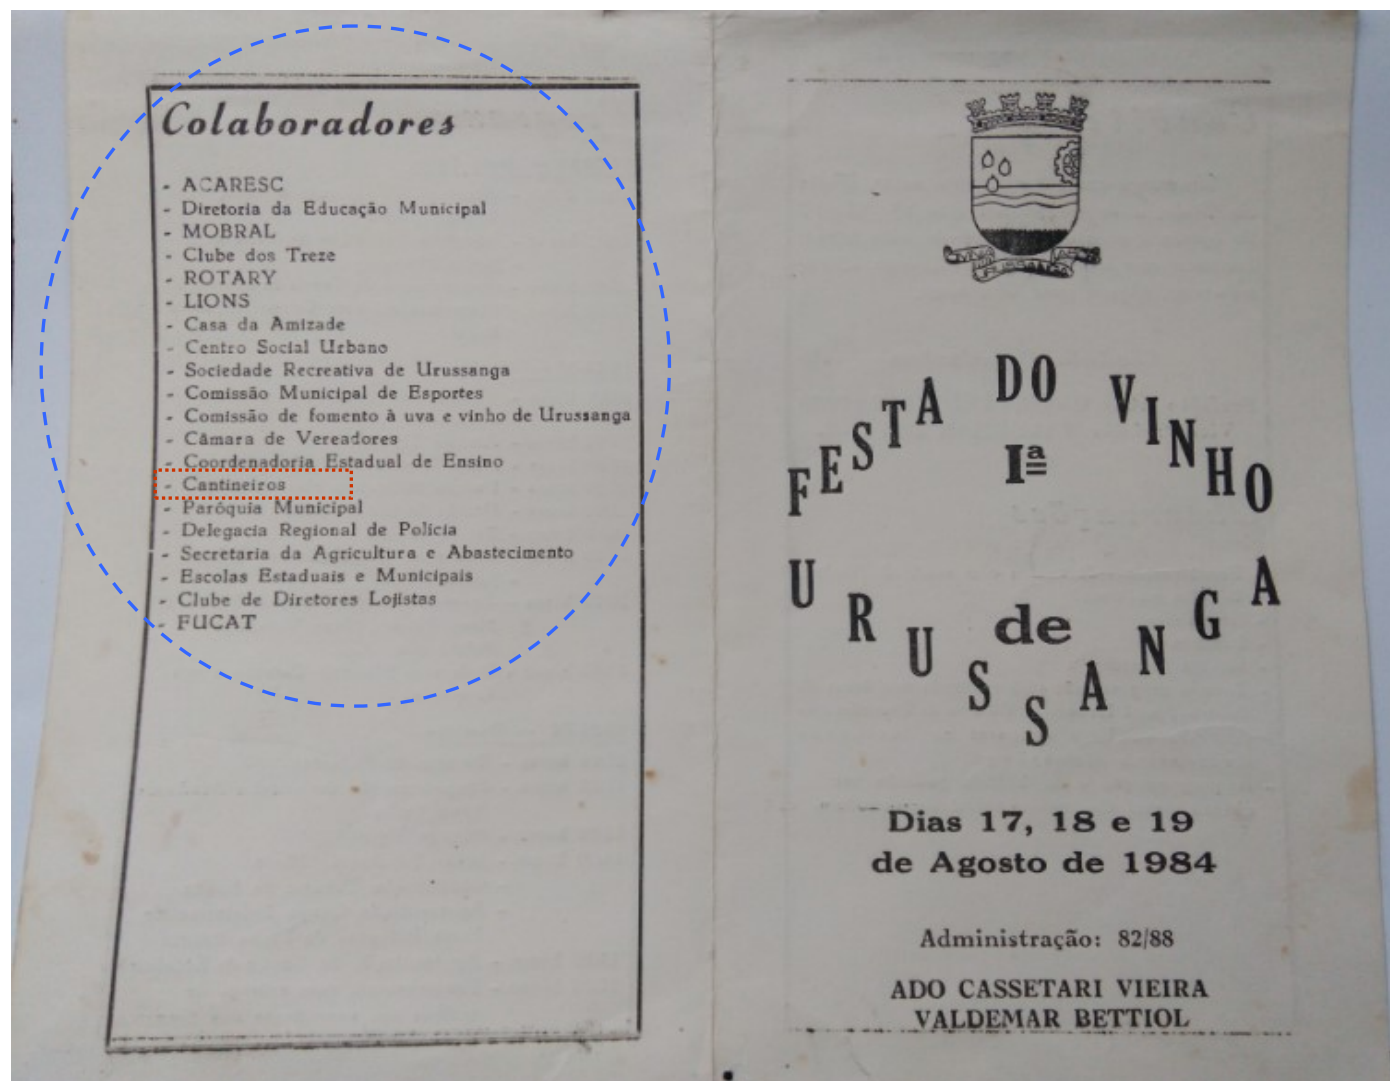 Colaboradores
- ACARESC
- Diretoria da Educação Municipal
- MOBRAL
- Clube dos Treze
- ROTARY
- LIONS
- Casa da Amizade
- Centro Social Urbano
- Sociedade Recreativa de Urussanga
- Comissão Municipal de Esportes
- Comissão de fomento à uva e vinho de Urussanga
- Câmara de Vereadores
- Coordenadoria Estadual de Ensino
- Cantineiros
- Paróquia Municipal
- Delegacia Regional de Polícia
- Secretaria da Agricultura e Abastecimento
- Escolas Estaduais e Municipais
- Clube de Diretores Lojistas
- FUCAT
FESTA DO VINHO
Iª
de
URUSSANGA
Dias 17, 18 e 19
de Agosto de 1984
Administração: 82/88
ADO CASSETARI VIEIRA
VALDEMAR BETTIOL